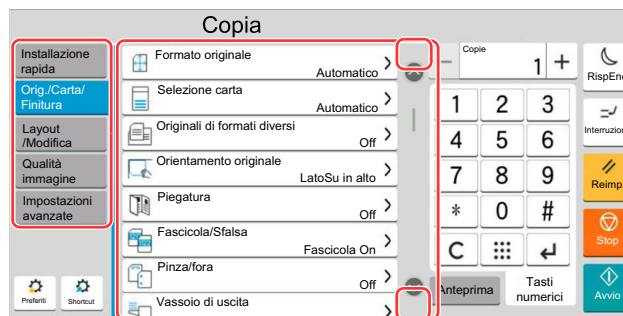 Copia
Installazione
rapida
Orig./Carta/
Finitura
Layout
/Modifica
Qualità
immagine
Impostazioni
avanzate
Preferiti
Shortcut
Formato originale
Automatico
Selezione carta
Automatico
Originali di formati diversi
Off
Orientamento originale
LatoSu in alto
Piegatura
Off
Fascicola/Sfalsa
Fascicola On
Pinza/fora
Off
Vassoio di uscita
− Copie 1 +
1 2 3
4 5 6
7 8 9
* 0 #
C
Anteprima
Tasti
numerici
RispEne
Interruzion
Reimp
Stop
Avvio